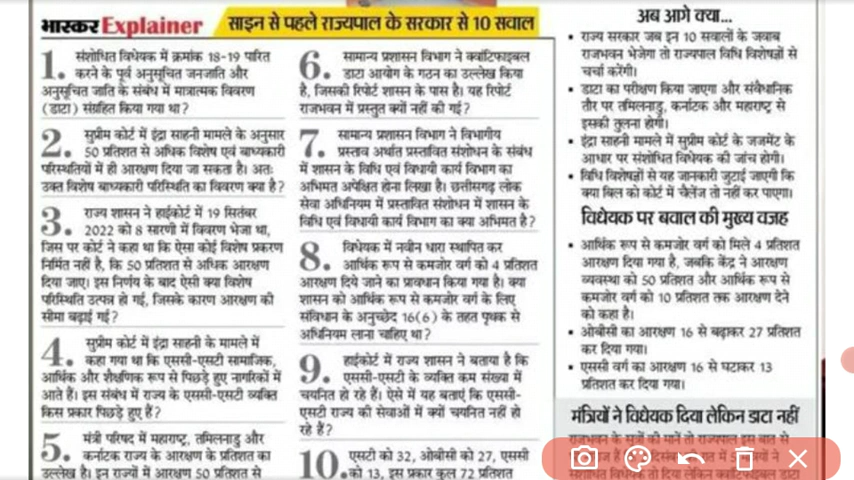 भास्कर Explainer
साइन से पहले राज्यपाल के सरकार से 10 सवाल
1. संशोधित विधेयक में क्रमांक 18-19 पारित
करने के पूर्व अनुसूचित जनजाति और
अनुसूचित जाति के संबंध में मात्रात्मक विवरण
(डाटा) संग्रहित किया गया था?
2. सुप्रीम कोर्ट में इंद्रा साहनी मामले के अनुसार
50 प्रतिशत से अधिक विशेष एवं बाध्यकारी
परिस्थितियों में ही आरक्षण दिया जा सकता है। अतः
उक्त विशेष बाध्यकारी परिस्थिति का विवरण क्या है?
3. राज्य शासन ने हाईकोर्ट में 19 सितंबर
2022 को 8 सारणी में विवरण भेजा था,
जिस पर कोर्ट ने कहा था कि ऐसा कोई विशेष प्रकरण
निर्मित नहीं है, कि 50 प्रतिशत से अधिक आरक्षण
दिया जाए। इस निर्णय के बाद ऐसी क्या विशेष
परिस्थिति उत्पन्न हो गई, जिसके कारण आरक्षण की
सीमा बढ़ाई गई?
4. सुप्रीम कोर्ट में इंद्रा साहनी के मामले में
कहा गया था कि एससी-एसटी सामाजिक,
आर्थिक और शैक्षणिक रूप से पिछड़े हुए नागरिकों में
आते हैं। इस संबंध में राज्य के एससी-एसटी व्यक्ति
किस प्रकार पिछड़े हुए हैं?
5. मंत्री परिषद में महाराष्ट्र, तमिलनाडु और
कर्नाटक राज्य के आरक्षण के प्रतिशत का
उल्लेख है। इन राज्यों में आरक्षण 50 प्रतिशत से
6. सामान्य प्रशासन विभाग ने क्वांटिफाइबल
डाटा आयोग के गठन का उल्लेख किया
है, जिसकी रिपोर्ट शासन के पास है। यह रिपोर्ट
राजभवन में प्रस्तुत क्यों नहीं की गई?
7. सामान्य प्रशासन विभाग ने विभागीय
प्रस्ताव अर्थात प्रस्तावित संशोधन के संबंध
में शासन के विधि एवं विधायी कार्य विभाग का
अभिमत अपेक्षित होना लिखा है। छत्तीसगढ़ लोक
सेवा अधिनियम में प्रस्तावित संशोधन में शासन के
विधि एवं विधायी कार्य विभाग का क्या अभिमत है?
8. विधेयक में नवीन धारा स्थापित कर
आर्थिक रूप से कमजोर वर्ग को 4 प्रतिशत
आरक्षण दिये जाने का प्रावधान किया गया है। क्या
शासन को आर्थिक रूप से कमजोर वर्ग के लिए
संविधान के अनुच्छेद 16(6) के तहत पृथक से
अधिनियम लाना चाहिए था?
9. हाईकोर्ट में राज्य शासन ने बताया है कि
एससी-एसटी के व्यक्ति कम संख्या में
चयनित हो रहे हैं। ऐसे में यह बताएं कि एससी-
एसटी राज्य की सेवाओं में क्यों चयनित नहीं हो
रहे हैं?
10. एसटी को 32, ओबीसी को 27, एससी
को 13, इस प्रकार कुल 72 प्रतिशत
अब आगे क्या...
▪ राज्य सरकार जब इन 10 सवालों के जवाब
राजभवन भेजेगा तो राज्यपाल विधि विशेषज्ञों से
चर्चा करेंगी।
▪ डाटा का परीक्षण किया जाएगा और संवैधानिक
तौर पर तमिलनाडु, कर्नाटक और महाराष्ट्र से
इसकी तुलना होगी।
▪ इंद्रा साहनी मामले में सुप्रीम कोर्ट के जजमेंट के
आधार पर संशोधित विधेयक की जांच होगी।
▪ विधि विशेषज्ञों से यह जानकारी जुटाई जाएगी कि
क्या बिल को कोर्ट में चैलेंज तो नहीं कर पाएगा।
विधेयक पर बवाल की मुख्य वजह
▪ आर्थिक रूप से कमजोर वर्ग को मिले 4 प्रतिशत
आरक्षण दिया गया है, जबकि केंद्र ने आरक्षण
व्यवस्था को 50 प्रतिशत और आर्थिक रूप से
कमजोर वर्ग को 10 प्रतिशत तक आरक्षण देने
को कहा है।
▪ ओबीसी का आरक्षण 16 से बढ़ाकर 27 प्रतिशत
कर दिया गया।
▪ एससी वर्ग का आरक्षण 16 से घटाकर 13
प्रतिशत कर दिया गया।
मंत्रियों ने विधेयक दिया लेकिन डाटा नहीं
राजभवन के सूत्रों की मानें तो राज्यपाल इस बात से